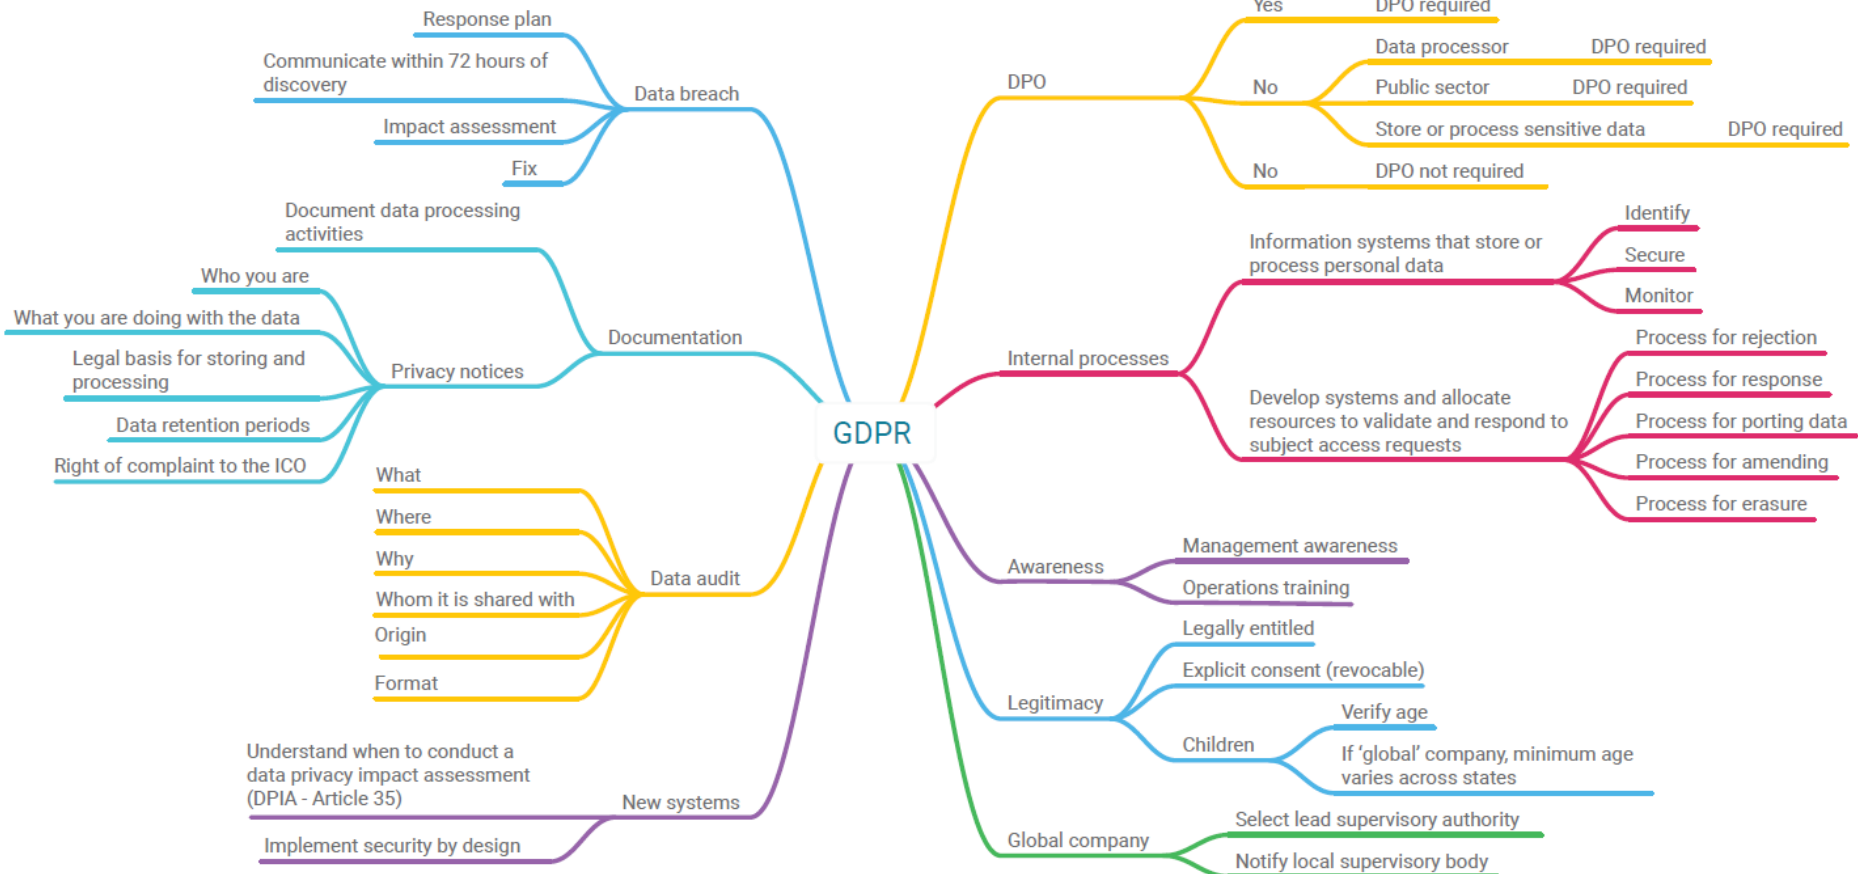 Response plan
Communicate within 72 hours of
discovery
Impact assessment
Fix
Data breach
Document data processing
activities
Who you are
What you are doing with the data
Legal basis for storing and
processing
Data retention periods
Right of complaint to the ICO
Privacy notices
Documentation
What
Where
Why
Whom it is shared with
Origin
Format
Data audit
Understand when to conduct a
data privacy impact assessment
(DPIA - Article 35)
Implement security by design
New systems
GDPR
DPO
Yes DPO required
No
Data processor DPO required
Public sector DPO required
Store or process sensitive data DPO required
No DPO not required
Internal processes
Information systems that store or
process personal data
Identify
Secure
Monitor
Develop systems and allocate
resources to validate and respond to
subject access requests
Process for rejection
Process for response
Process for porting data
Process for amending
Process for erasure
Awareness
Management awareness
Operations training
Legitimacy
Legally entitled
Explicit consent (revocable)
Children
Verify age
If ‘global’ company, minimum age
varies across states
Global company
Select lead supervisory authority
Notify local supervisory body